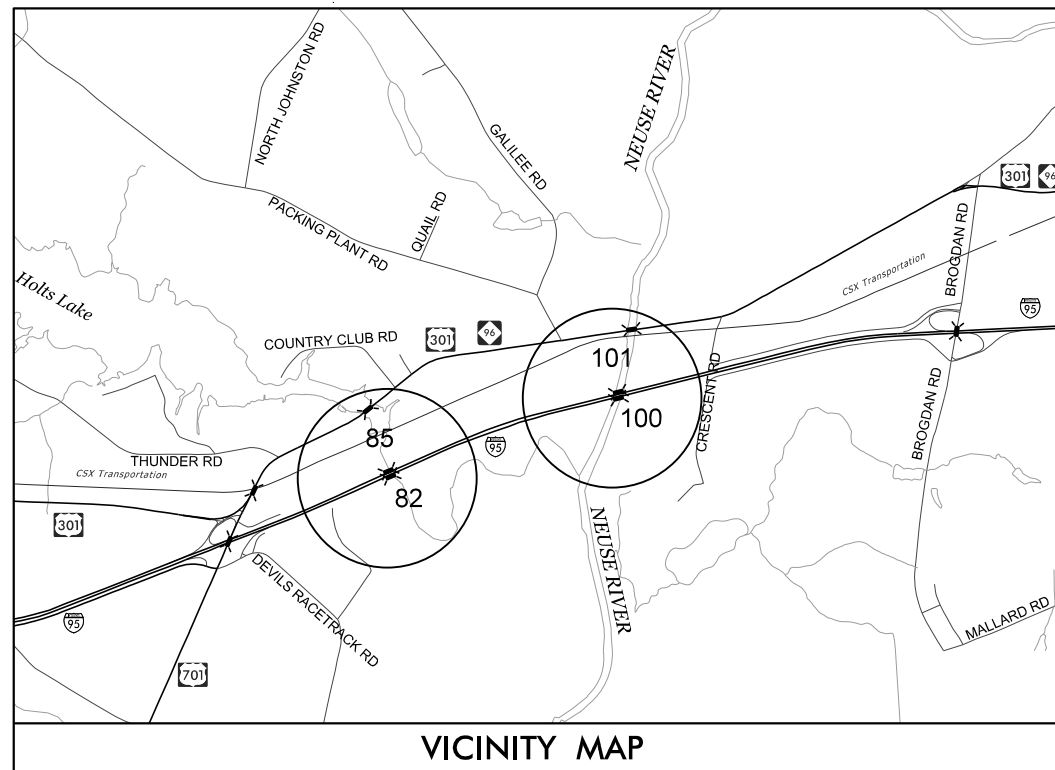 NORTH JOHNSTON RD
GALILEE RD
NEUSE RIVER
301
96
PACKING PLANT RD
QUAIL RD
BROGDAN RD
CSX Transportation
Holts Lake
95
COUNTRY CLUB RD
301
96
101
100
CRESCENT RD
BROGDAN RD
85
95
THUNDER RD
CSX Transportation
82
301
NEUSE RIVER
DEVILS RACETRACK RD
95
MALLARD RD
701
VICINITY MAP